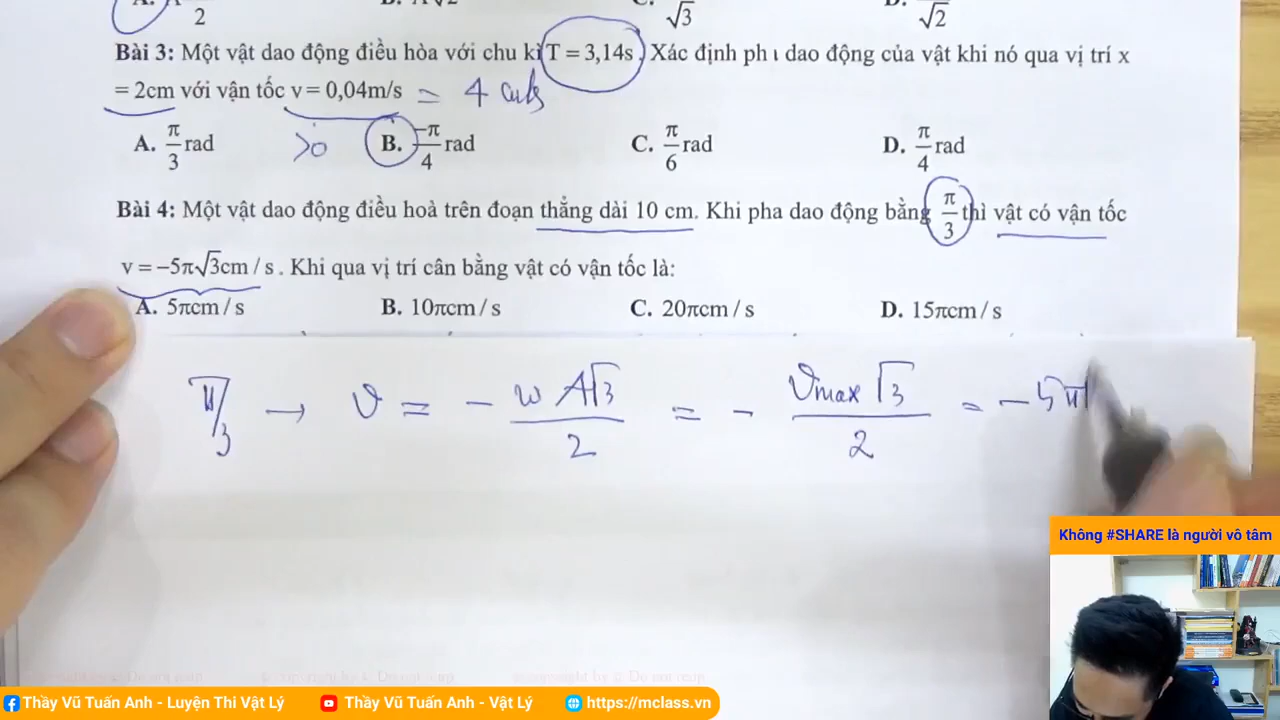 2
√3
√2
Bài 3: Một vật dao động điều hòa với chu kì T = 3,14s. Xác định ph dao động của vật khi nó qua vị trí x
= 2cm với vận tốc v = 0,04m/s = 4 cm/s
A. π/3 rad >0 B. -π/4 rad C. π/6 rad D. π/4 rad
Bài 4: Một vật dao động điều hoà trên đoạn thẳng dài 10 cm. Khi pha dao động bằng π/3 thì vật có vận tốc
v = −5π√3cm / s . Khi qua vị trí cân bằng vật có vận tốc là:
A. 5πcm / s B. 10πcm / s C. 20πcm / s D. 15πcm / s
π/3 → v = - ωA√3/2 = - vmax √3/2 = - 5π
Không #SHARE là người vô tâm
Thầy Vũ Tuấn Anh - Luyện Thi Vật Lý Thầy Vũ Tuấn Anh - Vật Lý https://mclass.vn